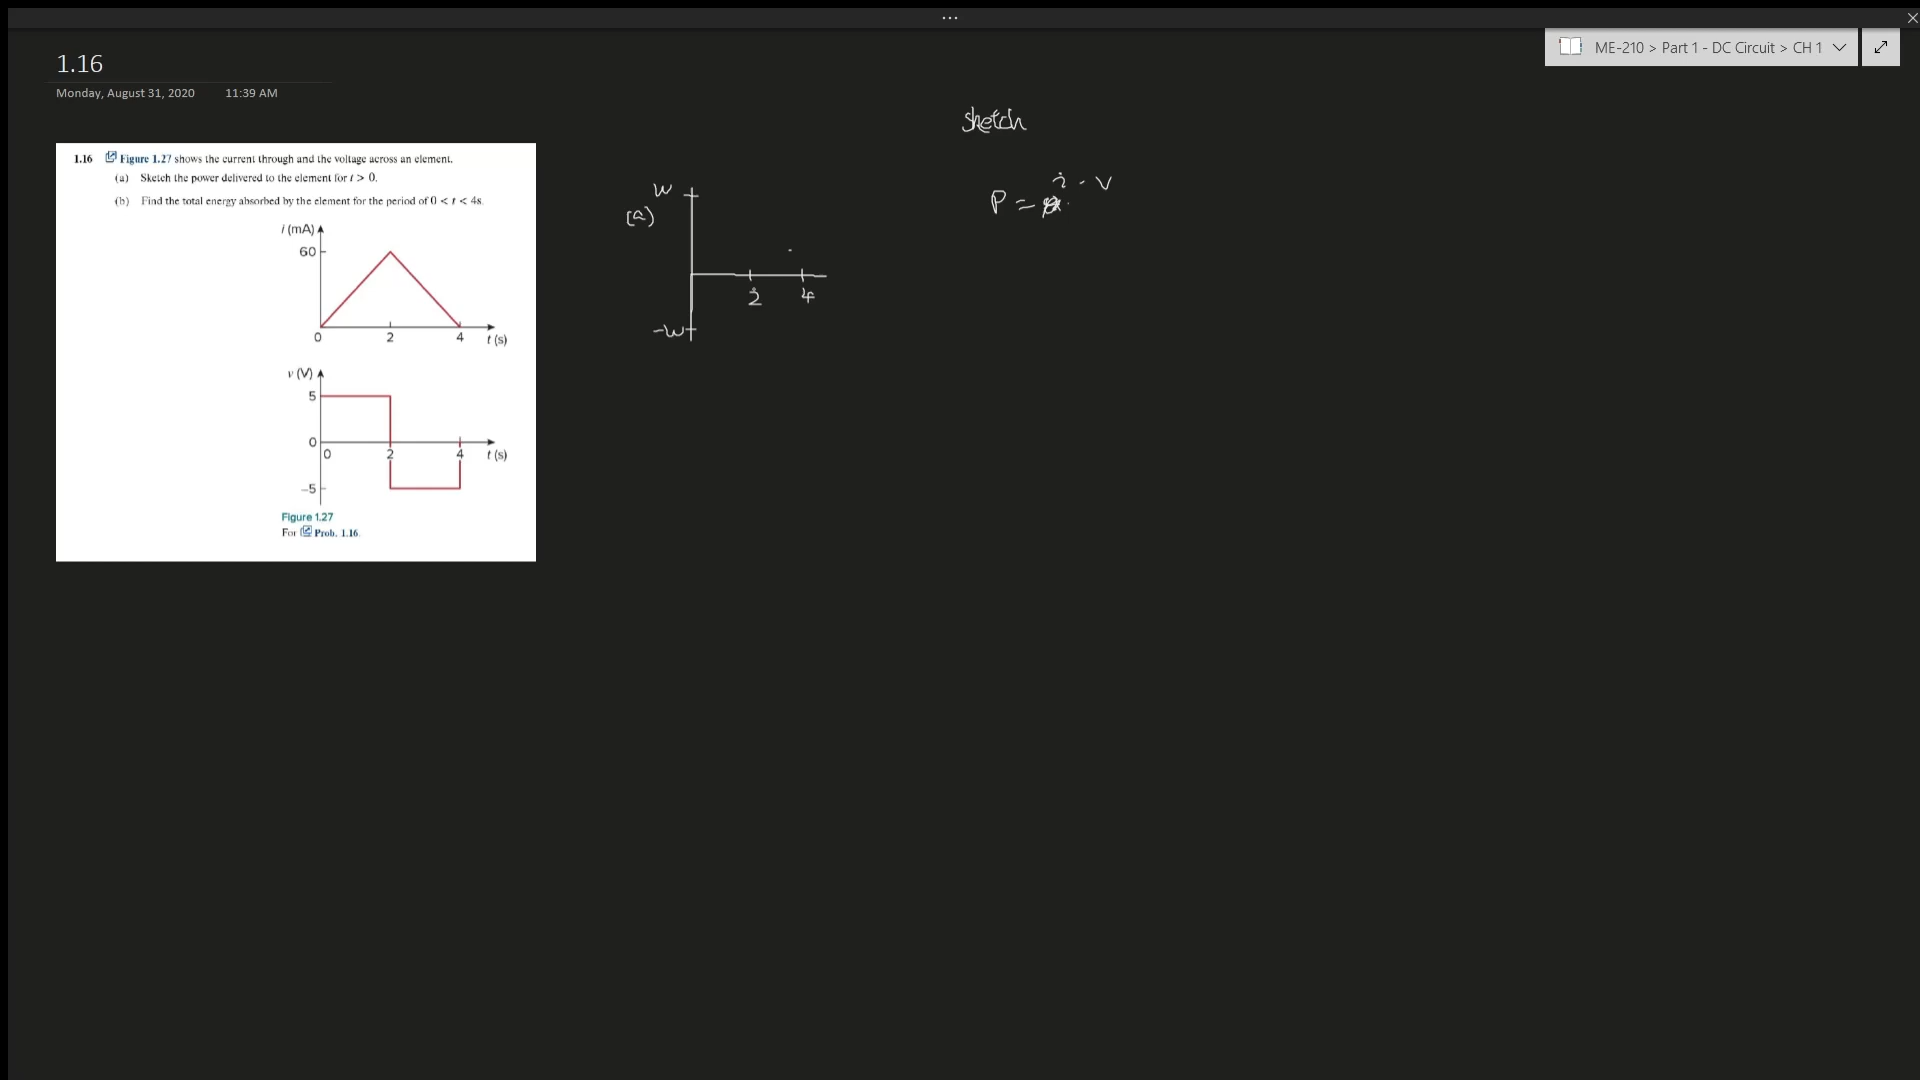 ...
ME-210 > Part 1 - DC Circuit > CH 1
1.16
Monday, August 31, 2020 11:39 AM
1.16 Figure 1.27 shows the current through and the voltage across an element.
(a) Sketch the power delivered to the element for t > 0.
(b) Find the total energy absorbed by the element for the period of 0 < t < 4s.
i (mA)
60
0 2 4 t (s)
v (V)
5
0
0 2 4 t (s)
–5
Figure 1.27
For Prob. 1.16.
(a)
W
2 4
-W
Sketch
P = i · v